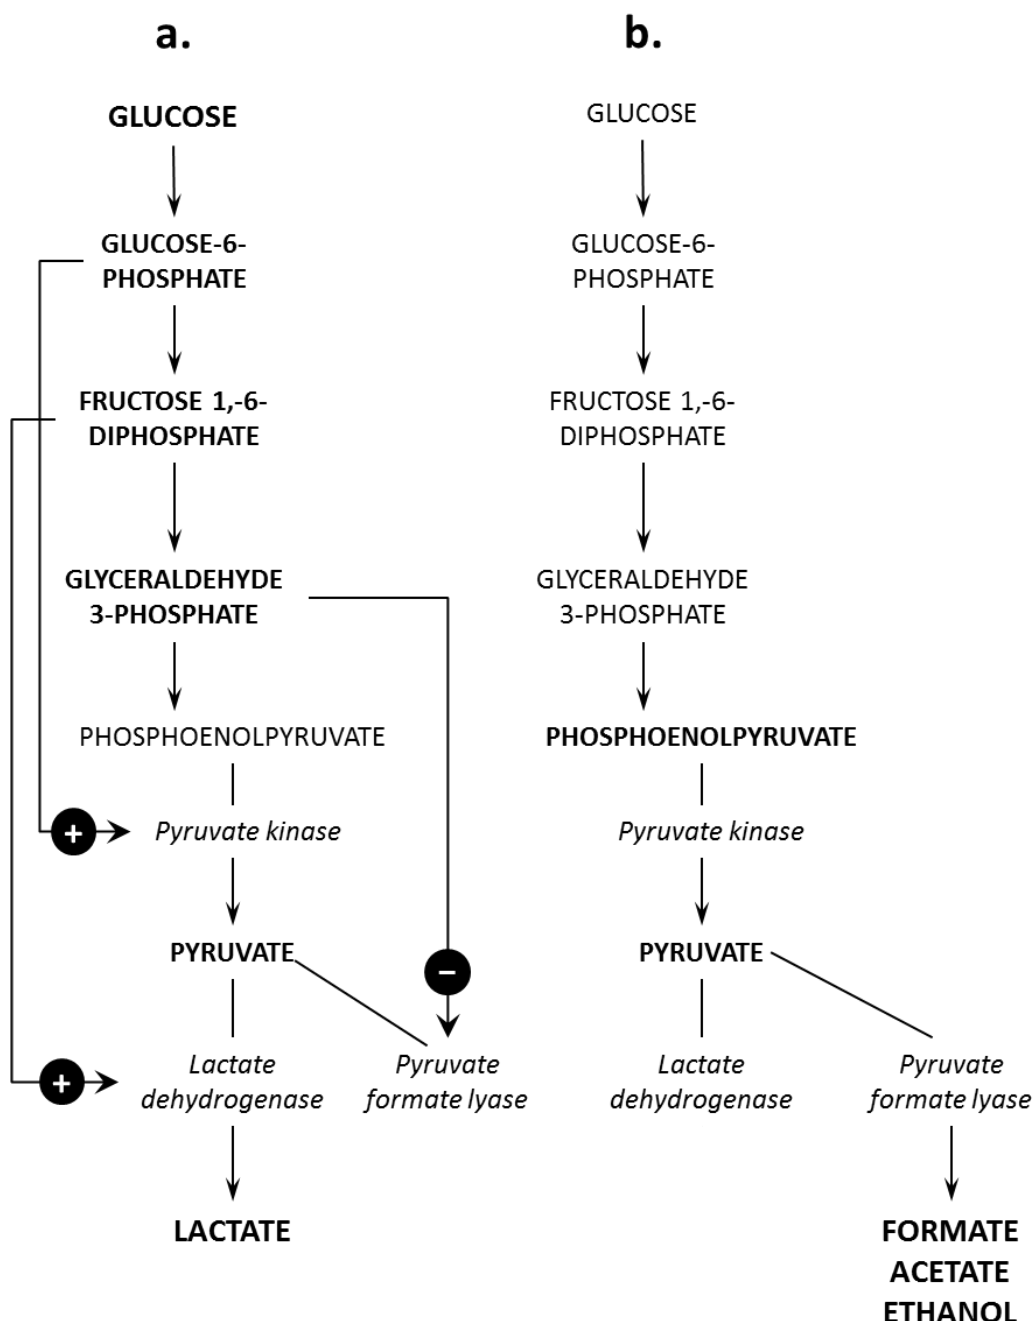 a.
GLUCOSE
GLUCOSE-6-
PHOSPHATE
FRUCTOSE 1,-6-
DIPHOSPHATE
GLYCERALDEHYDE
3-PHOSPHATE
PHOSPHOENOLPYRUVATE
+
Pyruvate kinase
PYRUVATE
−
+
Lactate
dehydrogenase
Pyruvate
formate lyase
LACTATE
b.
GLUCOSE
GLUCOSE-6-
PHOSPHATE
FRUCTOSE 1,-6-
DIPHOSPHATE
GLYCERALDEHYDE
3-PHOSPHATE
PHOSPHOENOLPYRUVATE
Pyruvate kinase
PYRUVATE
Lactate
dehydrogenase
Pyruvate
formate lyase
FORMATE
ACETATE
ETHANOL